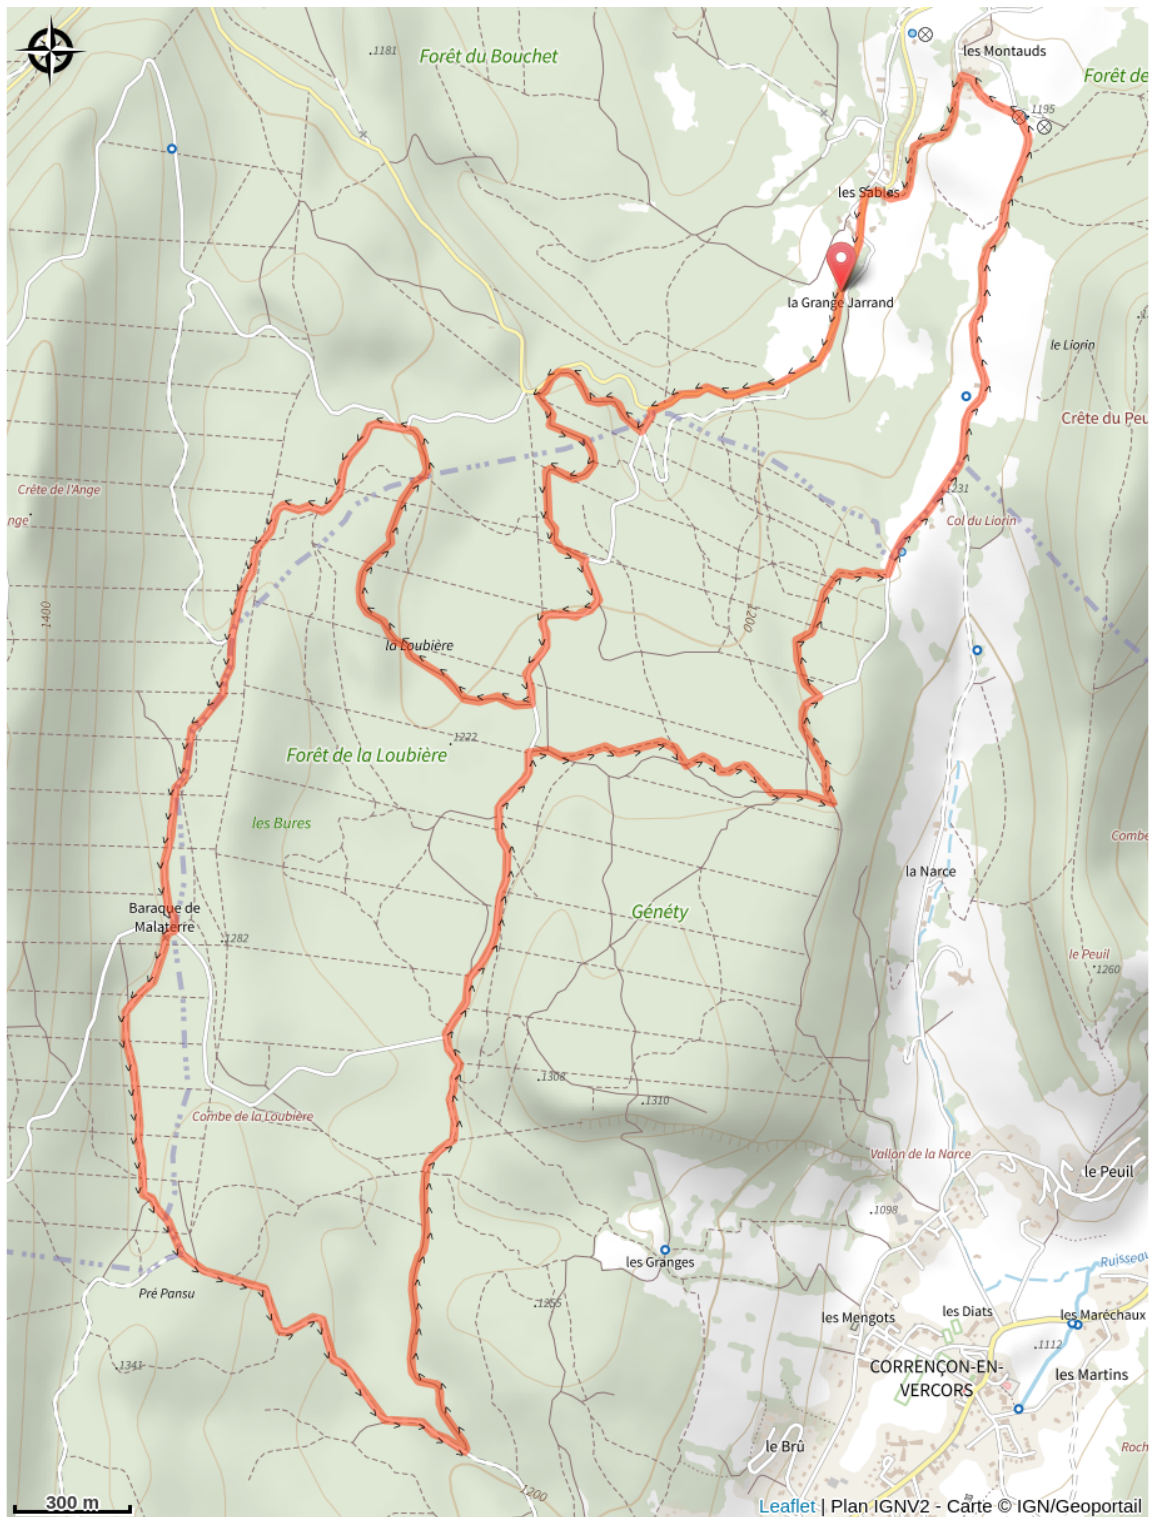 .1181
Forêt du Bouchet
les Montauds
Forêt de
1195
les Sables
la Grange Jarrand
le Liorin
Crête du Peu
Crête de l'Ange
nge
1231
Col du Liorin
1400
1200
la Loubière
.1222
Forêt de la Loubière
les Bures
Combe
la Narce
Baraque de
Malaterre
Généty
.1282
le Peuil
.1260
.1308
.1310
Combe de la Loubière
Vallon de la Narce
le Peuil
.1098
les Granges
Ruisseau
Pré Pansu
.1255
les Mengots
les Diats
les Maréchaux
.1112
.1341
CORRENÇON-EN-
VERCORS
les Martins
le Brû
Roch
1200
300 m
Leaflet | Plan IGNV2 - Carte © IGN/Geoportail